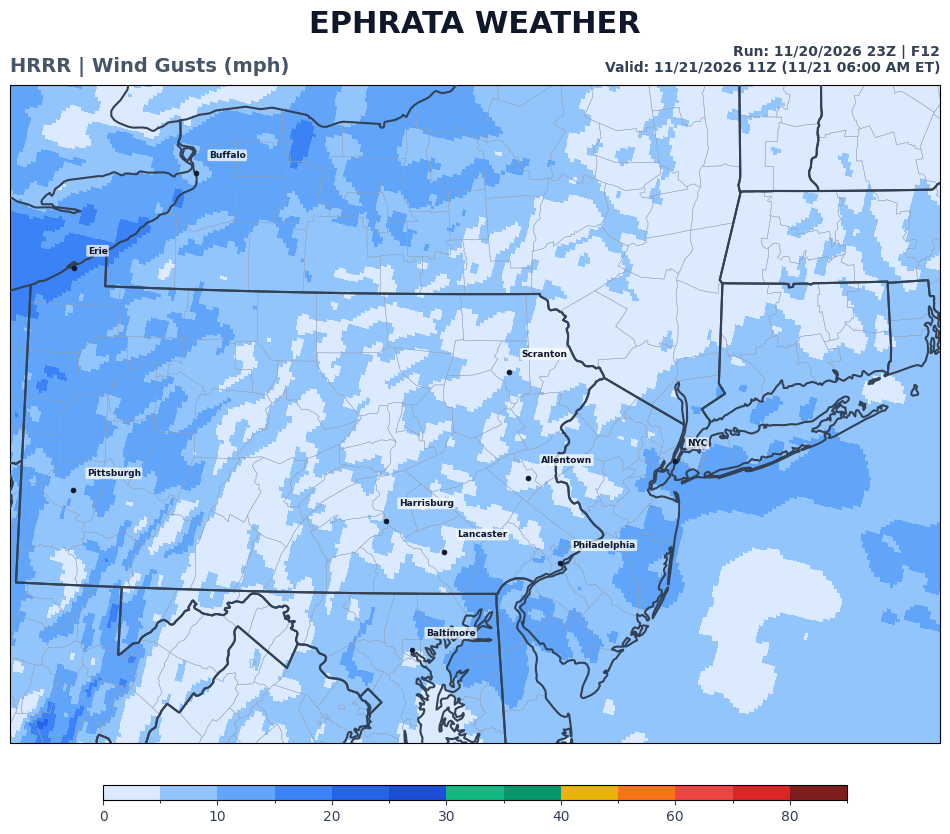 EPHRATA WEATHER
HRRR | Wind Gusts (mph)
Run: 11/20/2026 23Z | F12
Valid: 11/21/2026 11Z (11/21 06:00 AM ET)
Buffalo
Erie
Scranton
NYC
Allentown
Pittsburgh
Harrisburg
Lancaster
Philadelphia
Baltimore
0 10 20 30 40 60 80